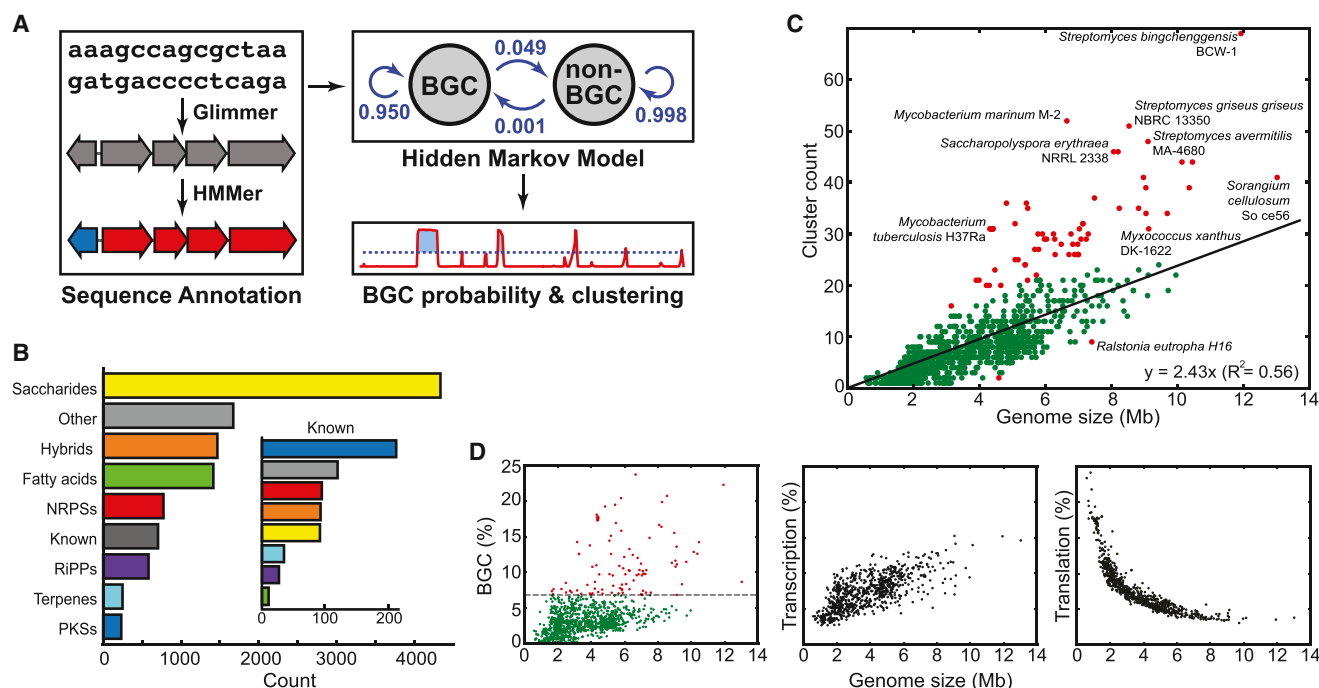 A
aaagccagcgctaa
gatgacccctcaga
Glimmer
HMMer
Sequence Annotation
0.049
BGC
non-
BGC
0.950
0.001
0.998
Hidden Markov Model
BGC probability & clustering
B
Saccharides
Other
Hybrids
Fatty acids
NRPSs
Known
RiPPs
Terpenes
PKSs
0 1000 2000 3000 4000
Count
Known
0 100 200
C
Cluster count
60
50
40
30
20
10
0
0 2 4 6 8 10 12 14
Genome size (Mb)
Streptomyces bingchenggensis
BCW-1
Mycobacterium marinum M-2
Streptomyces griseus griseus
NBRC 13350
Saccharopolyspora erythraea
NRRL 2338
Streptomyces avermitilis
MA-4680
Sorangium
cellulosum
So ce56
Mycobacterium
tuberculosis H37Ra
Myxococcus xanthus
DK-1622
Ralstonia eutropha H16
y = 2.43x (R2= 0.56)
D
BGC (%)
25
20
15
10
5
0
0 2 4 6 8 10 12 14
Transcription (%)
0 2 4 6 8 10 12 14
Translation (%)
0 2 4 6 8 10 12 14
Genome size (Mb)